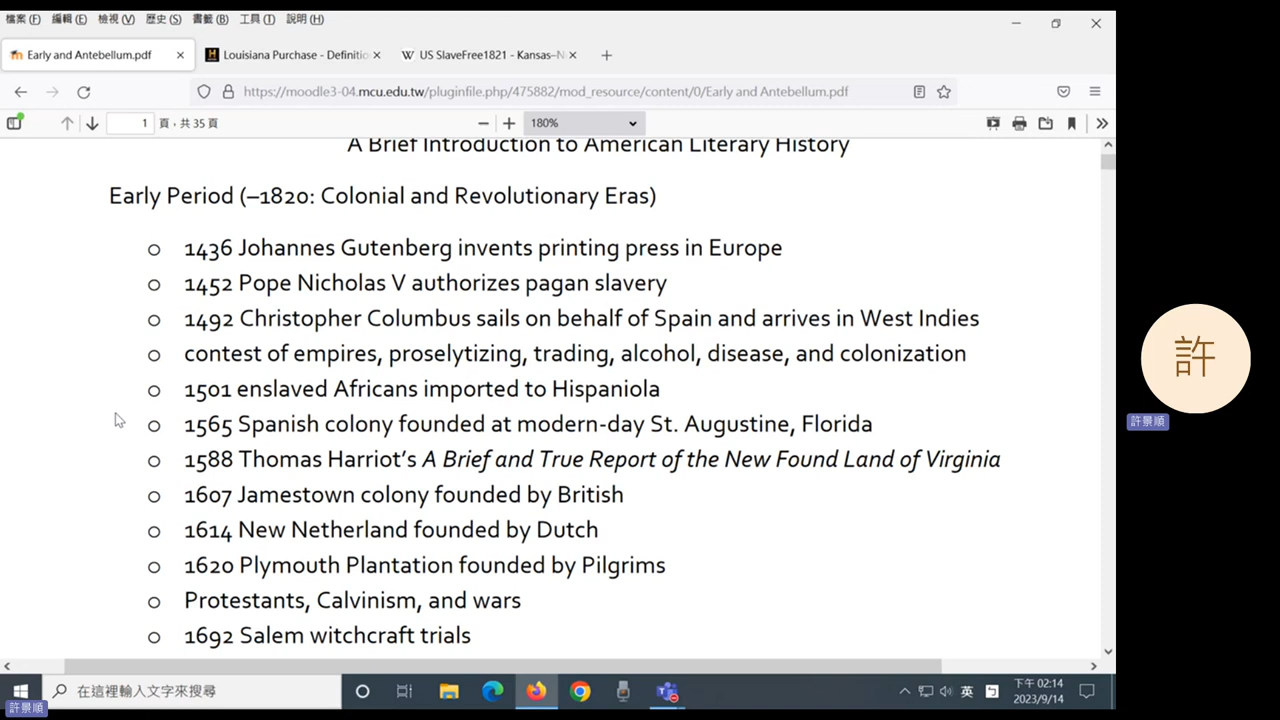 檔案(F) 編輯(E) 檢視(V) 歷史(S) 書籤(B) 工具(T) 說明(H)
Early and Antebellum.pdf Louisiana Purchase - Definitio US SlaveFree1821 - Kansas–N
https://moodle3-04.mcu.edu.tw/pluginfile.php/475882/mod_resource/content/0/Early and Antebellum.pdf
1 頁，共 35 頁 180%
A Brief Introduction to American Literary History
Early Period (–1820: Colonial and Revolutionary Eras)
1436 Johannes Gutenberg invents printing press in Europe
1452 Pope Nicholas V authorizes pagan slavery
1492 Christopher Columbus sails on behalf of Spain and arrives in West Indies
contest of empires, proselytizing, trading, alcohol, disease, and colonization
1501 enslaved Africans imported to Hispaniola
1565 Spanish colony founded at modern-day St. Augustine, Florida
1588 Thomas Harriot’s A Brief and True Report of the New Found Land of Virginia
1607 Jamestown colony founded by British
1614 New Netherland founded by Dutch
1620 Plymouth Plantation founded by Pilgrims
Protestants, Calvinism, and wars
1692 Salem witchcraft trials
許
許景順
在這裡輸入文字來搜尋
英
下午 02:14
2023/9/14
許景順